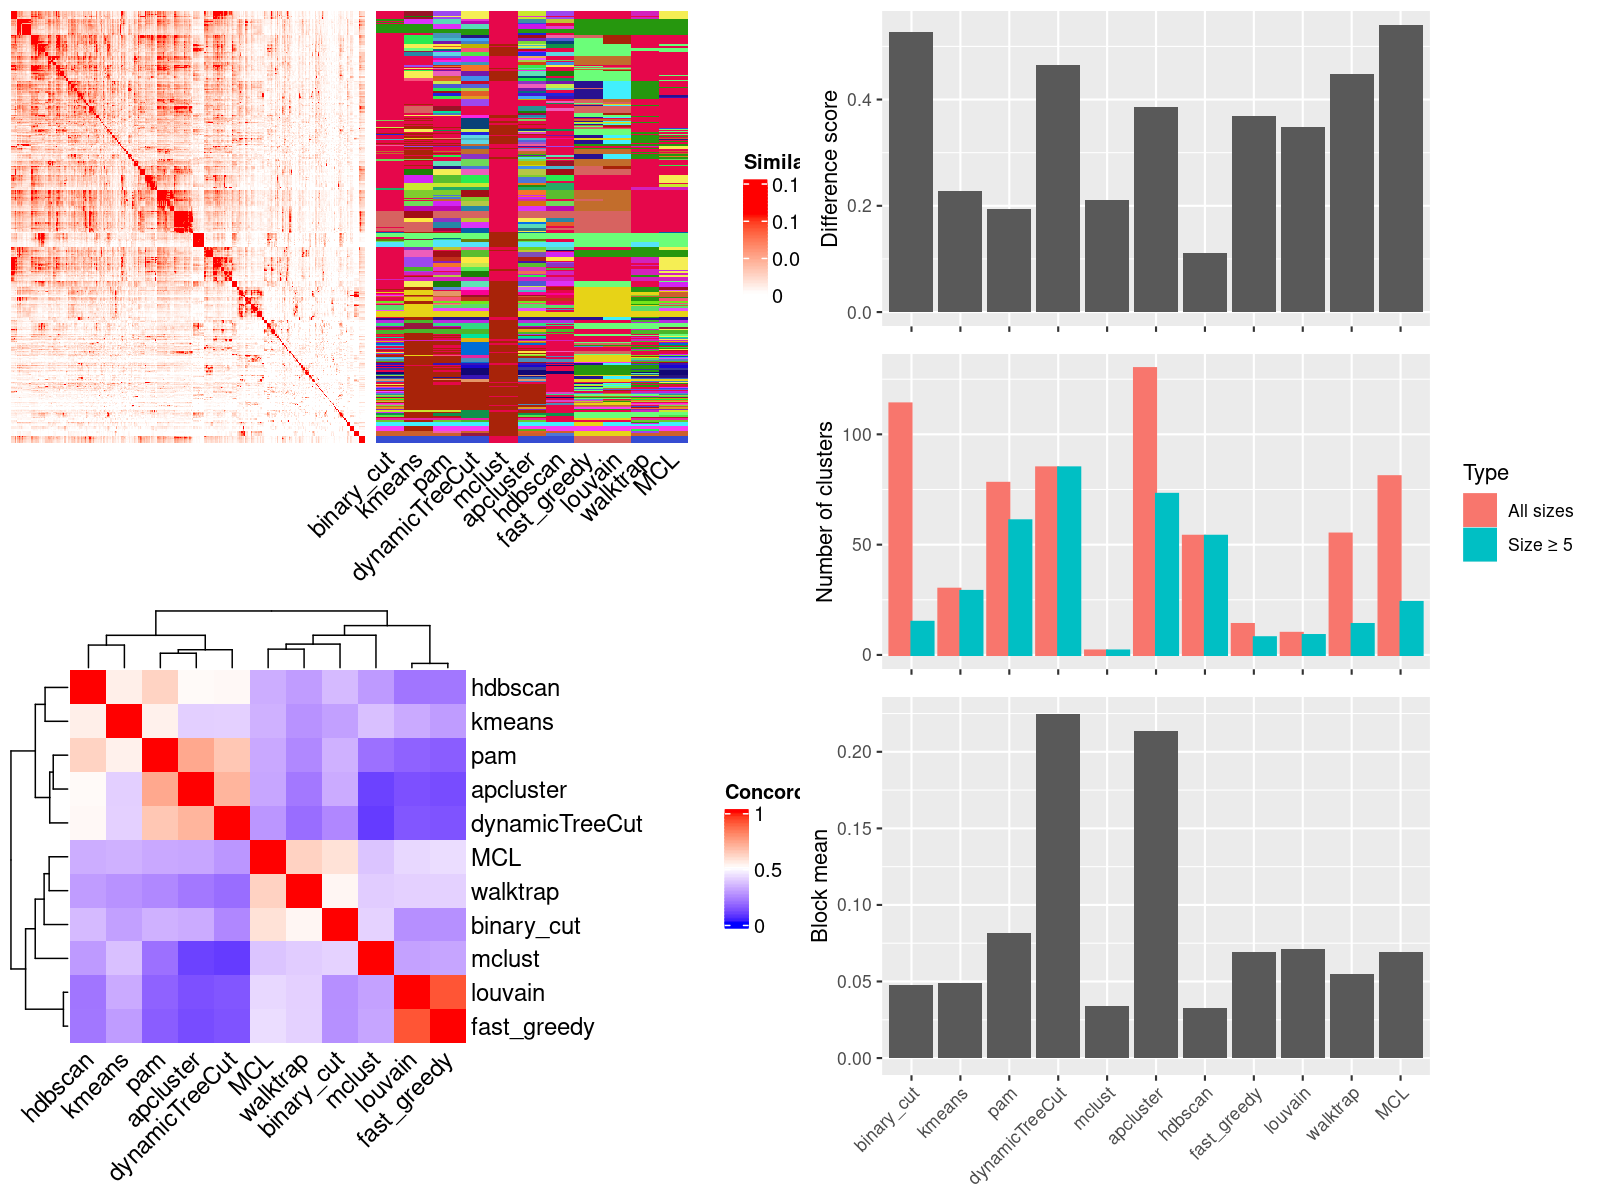 Simila
0.1
0.1
0.0
0
binary_cut
kmeans
pam
dynamicTreeCut
mclust
apcluster
hdbscan
fast_greedy
louvain
walktrap
MCL
hdbscan
kmeans
pam
apcluster
dynamicTreeCut
MCL
walktrap
binary_cut
mclust
louvain
fast_greedy
hdbscan
kmeans
pam
apcluster
dynamicTreeCut
MCL
walktrap
binary_cut
mclust
louvain
fast_greedy
Concord
1
0.5
0
Difference score
0.4
0.2
0.0
Number of clusters
100
50
0
Type
All sizes
Size ≥ 5
Block mean
0.20
0.15
0.10
0.05
0.00
binary_cut
kmeans
pam
dynamicTreeCut
mclust
apcluster
hdbscan
fast_greedy
louvain
walktrap
MCL